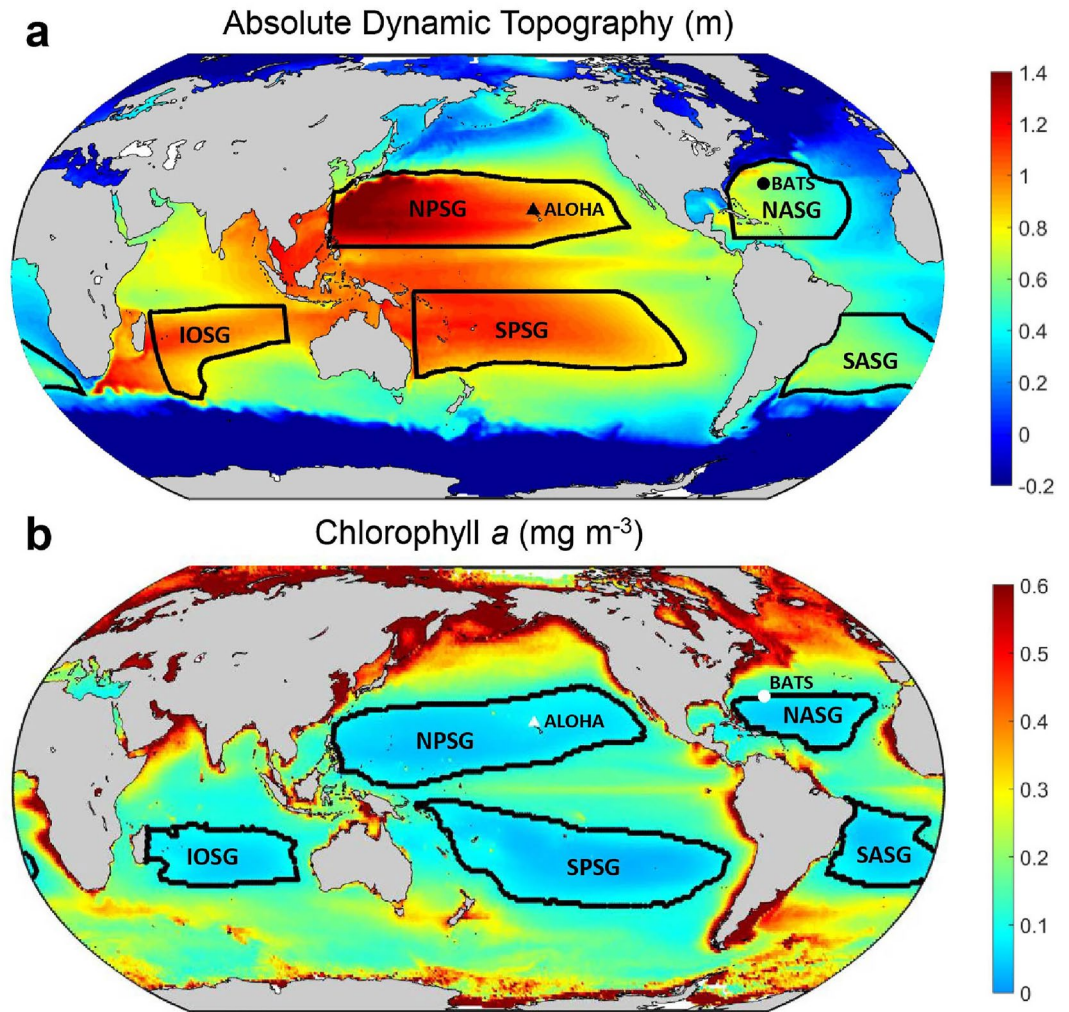 a
Absolute Dynamic Topography (m)
1.4
1.2
1.0
0.8
0.6
0.4
0.2
0
-0.2
NPSG
ALOHA
BATS
NASG
IOSG
SPSG
SASG
b
Chlorophyll a (mg m-3)
0.6
0.5
0.4
0.3
0.2
0.1
0
BATS
NASG
NPSG
ALOHA
IOSG
SPSG
SASG